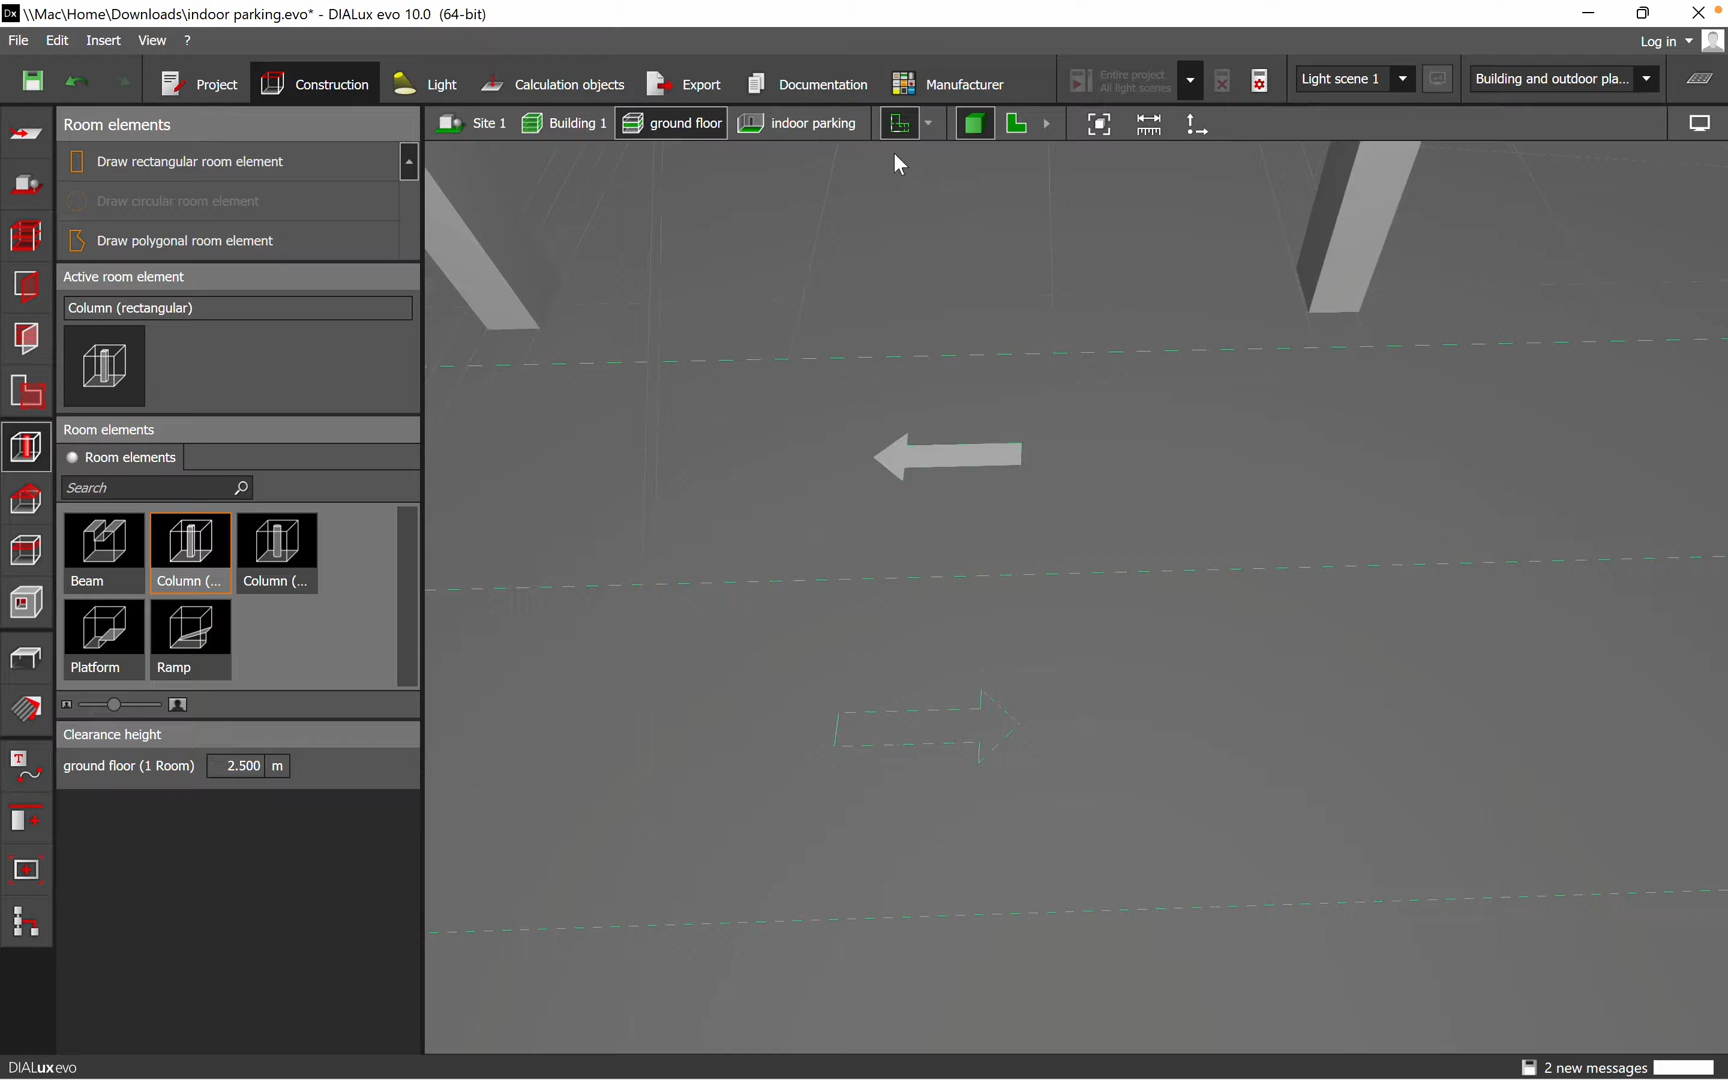 Dx \\Mac\Home\Downloads\indoor parking.evo* - DIALux evo 10.0 (64-bit)
File Edit Insert View ? Log in
Project Construction Light Calculation objects Export Documentation Manufacturer Entire project All light scenes Light scene 1 Building and outdoor pla...
Room elements Site 1 Building 1 ground floor indoor parking
Draw rectangular room element
Draw circular room element
Draw polygonal room element
Active room element
Column (rectangular)
Room elements
Room elements
Search
Beam Column (... Column (...
Platform Ramp
Clearance height
ground floor (1 Room) 2.500 m
T
DIALux evo 2 new messages